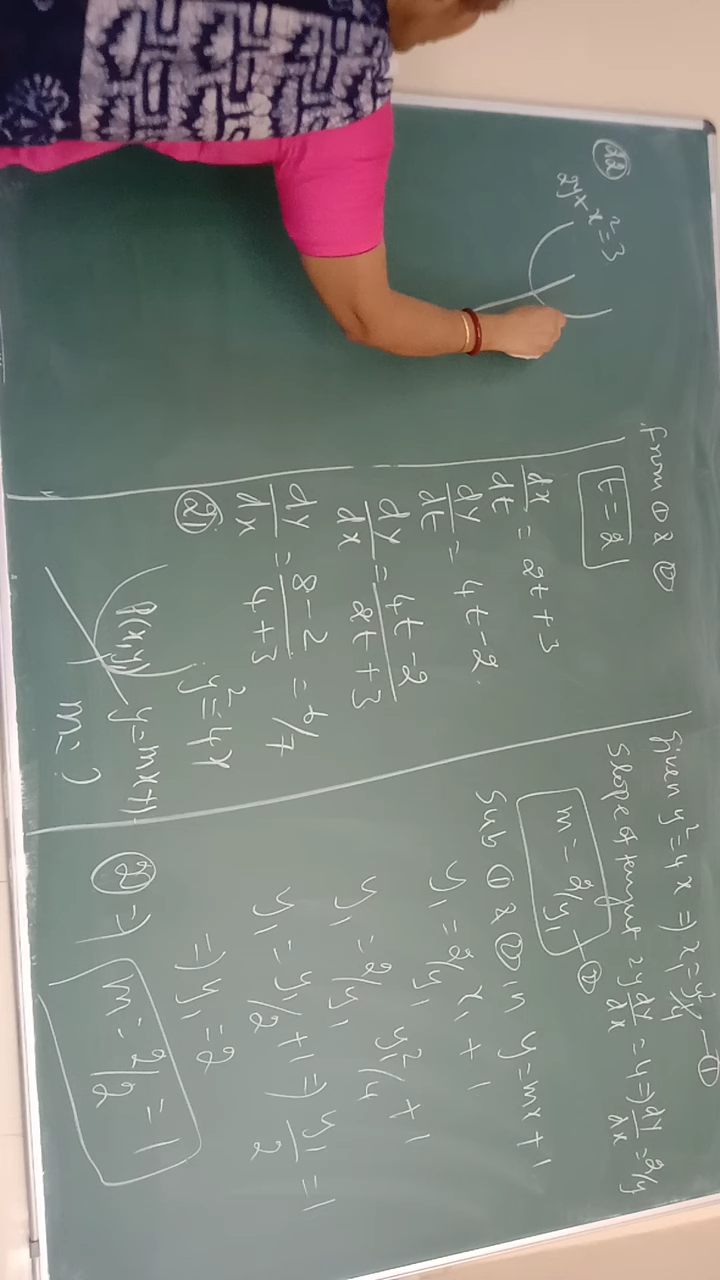 22
2y + x² = 3
from ① & ②
t = 2
dx/dt = 2t + 3
dy/dt = 4t - 2
dy/dx = 4t - 2 / 2t + 3
dy/dx = 8 - 2 / 4 + 3 = 6/7
21
y² = 4x
P(x,y)
y = mx + 1
m = ?
Given y² = 4x ⇒ x₁ = y₁²/4 — ①
Slope of tangent 2y dy/dx = 4 ⇒ dy/dx = 2/y
m = 2/y₁ — ②
Sub ① & ② in y = mx + 1
y₁ = 2/y₁ x₁ + 1
y₁ = 2/y₁ y₁²/4 + 1
y₁ = y₁/2 + 1 ⇒ y₁/2 = 1
⇒ y₁ = 2
② ⇒ m = 2/2 = 1